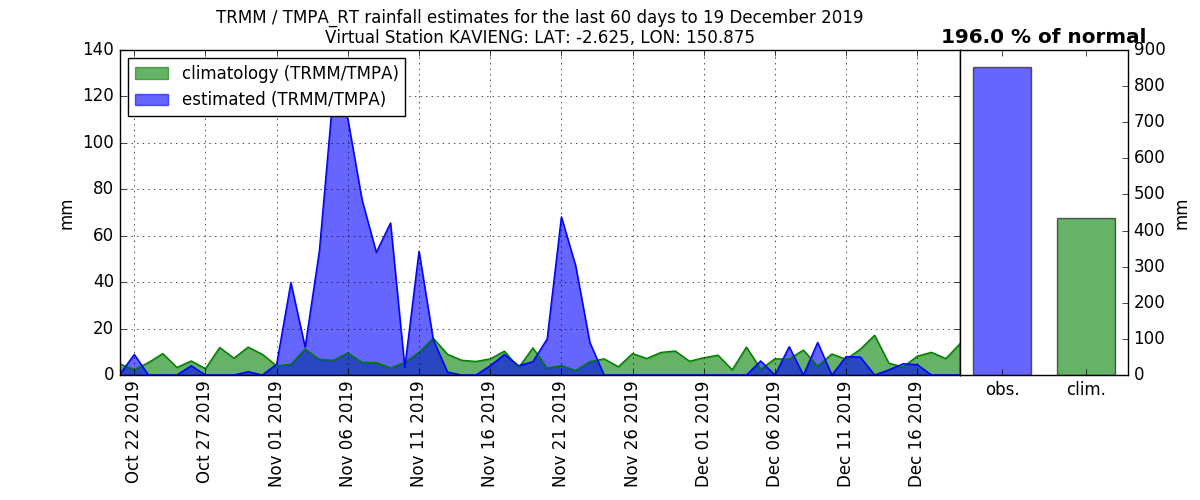 TRMM / TMPA_RT rainfall estimates for the last 60 days to 19 December 2019
Virtual Station KAVIENG: LAT: -2.625, LON: 150.875
196.0 % of normal
climatology (TRMM/TMPA)
estimated (TRMM/TMPA)
140
120
100
80
60
40
20
0
mm
Oct 22 2019
Oct 27 2019
Nov 01 2019
Nov 06 2019
Nov 11 2019
Nov 16 2019
Nov 21 2019
Nov 26 2019
Dec 01 2019
Dec 06 2019
Dec 11 2019
Dec 16 2019
obs.
clim.
900
800
700
600
500
400
300
200
100
0
mm